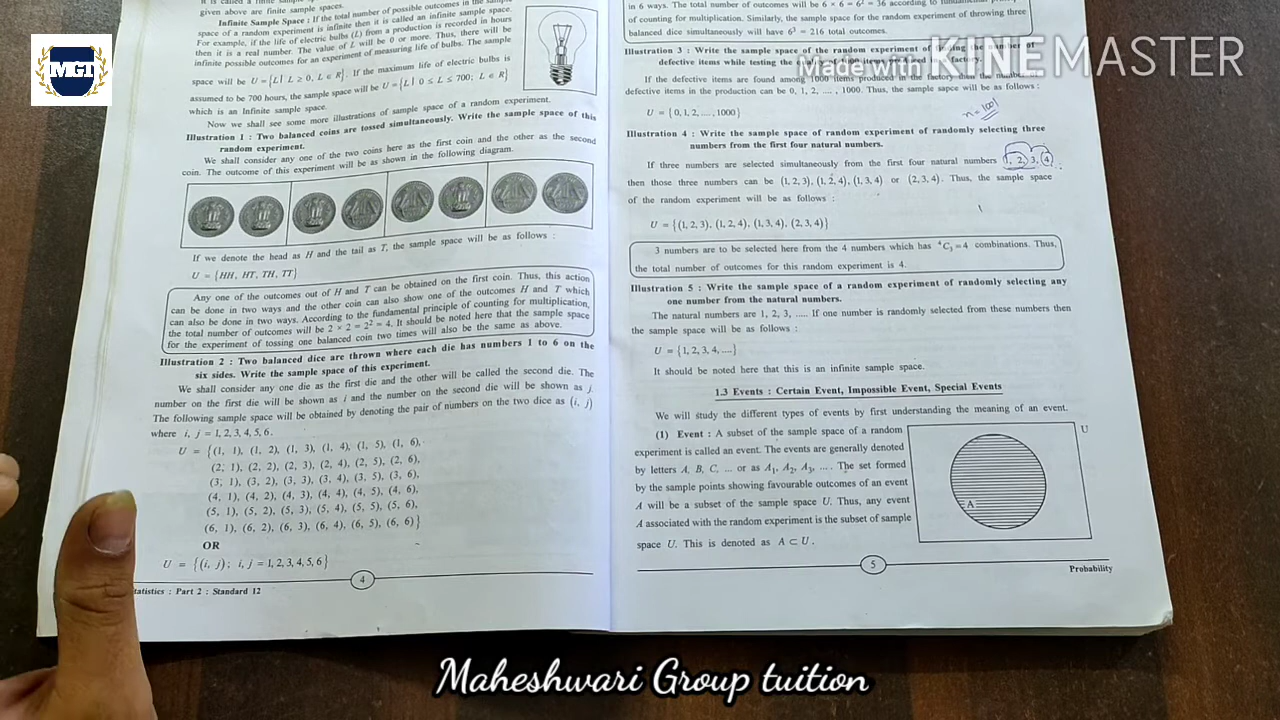 MGT
Made with KINEMASTER
given above are finite sample spaces.
Infinite Sample Space : If the total number of possible outcomes in the sample
space of a random experiment is infinite then it is called an infinite sample space.
For example, if the life of electric bulbs (L) from a production is recorded in hours
then it is a real number. The value of L will be 0 or more. Thus, there will be
infinite possible outcomes for an experiment of measuring life of bulbs. The sample
space will be U = {L | L ≥ 0, L ∈ R}. If the maximum life of electric bulbs is
assumed to be 700 hours, the sample space will be U = {L | 0 ≤ L ≤ 700; L ∈ R}
which is an Infinite sample space.
Now we shall see some more illustrations of sample space of a random experiment.
Illustration 1 : Two balanced coins are tossed simultaneously. Write the sample space of this
random experiment.
We shall consider any one of the two coins here as the first coin and the other as the second
coin. The outcome of this experiment will be as shown in the following diagram.
If we denote the head as H and the tail as T, the sample space will be as follows :
U = {HH, HT, TH, TT}
Any one of the outcomes out of H and T can be obtained on the first coin. Thus, this action
can be done in two ways and the other coin can also show one of the outcomes H and T which
can also be done in two ways. According to the fundamental principle of counting for multiplication,
the total number of outcomes will be 2 × 2 = 2² = 4. It should be noted here that the sample space
for the experiment of tossing one balanced coin two times will also be the same as above.
Illustration 2 : Two balanced dice are thrown where each die has numbers 1 to 6 on the
six sides. Write the sample space of this experiment.
We shall consider any one die as the first die and the other will be called the second die. The
number on the first die will be shown as i and the number on the second die will be shown as j.
The following sample space will be obtained by denoting the pair of numbers on the two dice as (i, j)
where i, j = 1, 2, 3, 4, 5, 6.
U = {(1, 1), (1, 2), (1, 3), (1, 4), (1, 5), (1, 6),
(2, 1), (2, 2), (2, 3), (2, 4), (2, 5), (2, 6),
(3, 1), (3, 2), (3, 3), (3, 4), (3, 5), (3, 6),
(4, 1), (4, 2), (4, 3), (4, 4), (4, 5), (4, 6),
(5, 1), (5, 2), (5, 3), (5, 4), (5, 5), (5, 6),
(6, 1), (6, 2), (6, 3), (6, 4), (6, 5), (6, 6)}
OR
U = {(i, j); i, j = 1, 2, 3, 4, 5, 6}
4
tatistics : Part 2 : Standard 12
in 6 ways. The total number of outcomes will be 6 × 6 = 6² = 36 according to fundamental
of counting for multiplication. Similarly, the sample space for the random experiment of throwing three
balanced dice simultaneously will have 6³ = 216 total outcomes.
Illustration 3 : Write the sample space of the random experiment of number of
defective items while testing 1000 factory.
If the defective items are found among 1000 items produced in the factory then the number
defective items in the production can be 0, 1, 2, ...., 1000. Thus, the sample sapce will be as follows :
U = {0, 1, 2, ...., 1000}
n = 1001
Illustration 4 : Write the sample space of random experiment of randomly selecting three
numbers from the first four natural numbers.
If three numbers are selected simultaneously from the first four natural numbers 1, 2, 3, 4
then those three numbers can be (1, 2, 3), (1, 2, 4), (1, 3, 4) or (2, 3, 4). Thus, the sample space
of the random experiment will be as follows :
U = {(1, 2, 3), (1, 2, 4), (1, 3, 4), (2, 3, 4)}
3 numbers are to be selected here from the 4 numbers which has ⁴C₃ = 4 combinations. Thus,
the total number of outcomes for this random experiment is 4.
Illustration 5 : Write the sample space of a random experiment of randomly selecting any
one number from the natural numbers.
The natural numbers are 1, 2, 3, ..... If one number is randomly selected from these numbers then
the sample space will be as follows :
U = {1, 2, 3, 4, ....}
It should be noted here that this is an infinite sample space.
1.3 Events : Certain Event, Impossible Event, Special Events
We will study the different types of events by first understanding the meaning of an event.
(1) Event : A subset of the sample space of a random
experiment is called an event. The events are generally denoted
by letters A, B, C, ... or as A₁, A₂, A₃, .... The set formed
by the sample points showing favourable outcomes of an event
A will be a subset of the sample space U. Thus, any event
A associated with the random experiment is the subset of sample
space U. This is denoted as A ⊂ U.
U
A
5
Probability
Maheshwari Group tuition